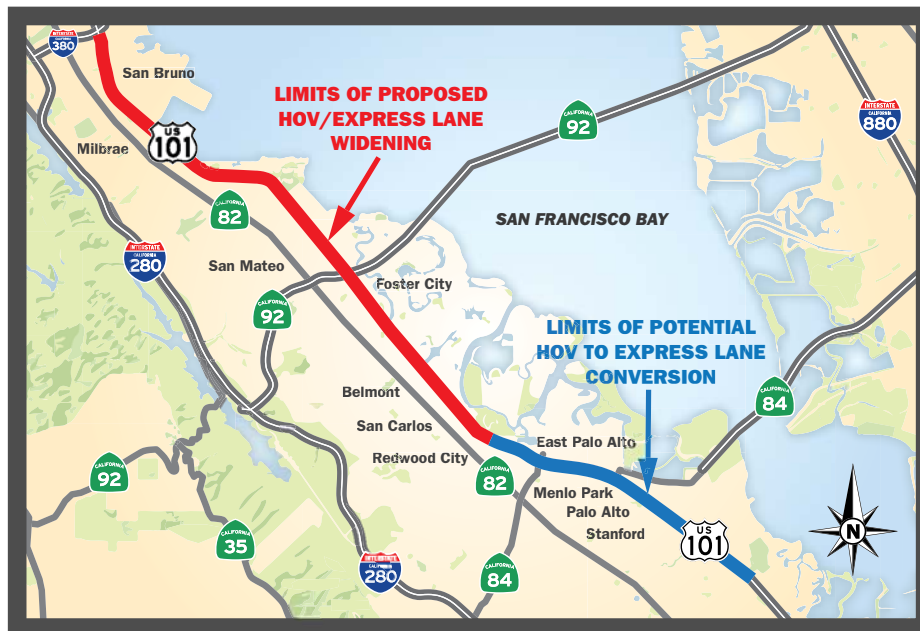 INTERSTATE
380
San Bruno
LIMITS OF PROPOSED
HOV/EXPRESS LANE
WIDENING
CALIFORNIA
92
INTERSTATE
CALIFORNIA
880
US
101
Milbrae
CALIFORNIA
82
SAN FRANCISCO BAY
INTERSTATE
CALIFORNIA
280
San Mateo
Foster City
CALIFORNIA
92
LIMITS OF POTENTIAL
HOV TO EXPRESS LANE
CONVERSION
Belmont
CALIFORNIA
84
San Carlos
East Palo Alto
Redwood City
CALIFORNIA
92
CALIFORNIA
82
Menlo Park
Palo Alto
Stanford
US
101
N
CALIFORNIA
35
INTERSTATE
CALIFORNIA
280
CALIFORNIA
84